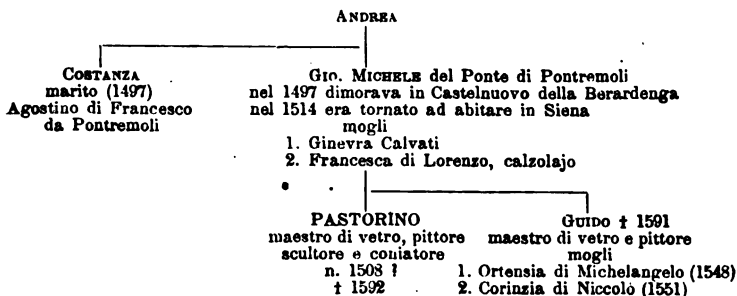 ANDREA
COSTANZA
marito (1497)
Agostino di Francesco
da Pontremoli
GIO. MICHELE del Ponte di Pontremoli
nel 1497 dimorava in Castelnuovo della Berardenga
nel 1514 era tornato ad abitare in Siena
mogli
1. Ginevra Calvati
2. Francesca di Lorenzo, calzolajo
PASTORINO
maestro di vetro, pittore
scultore e coniatore
n. 1508 ?
† 1592
GUIDO † 1591
maestro di vetro e pittore
mogli
1. Ortensia di Michelangelo (1548)
2. Corinzia di Niccolò (1551)